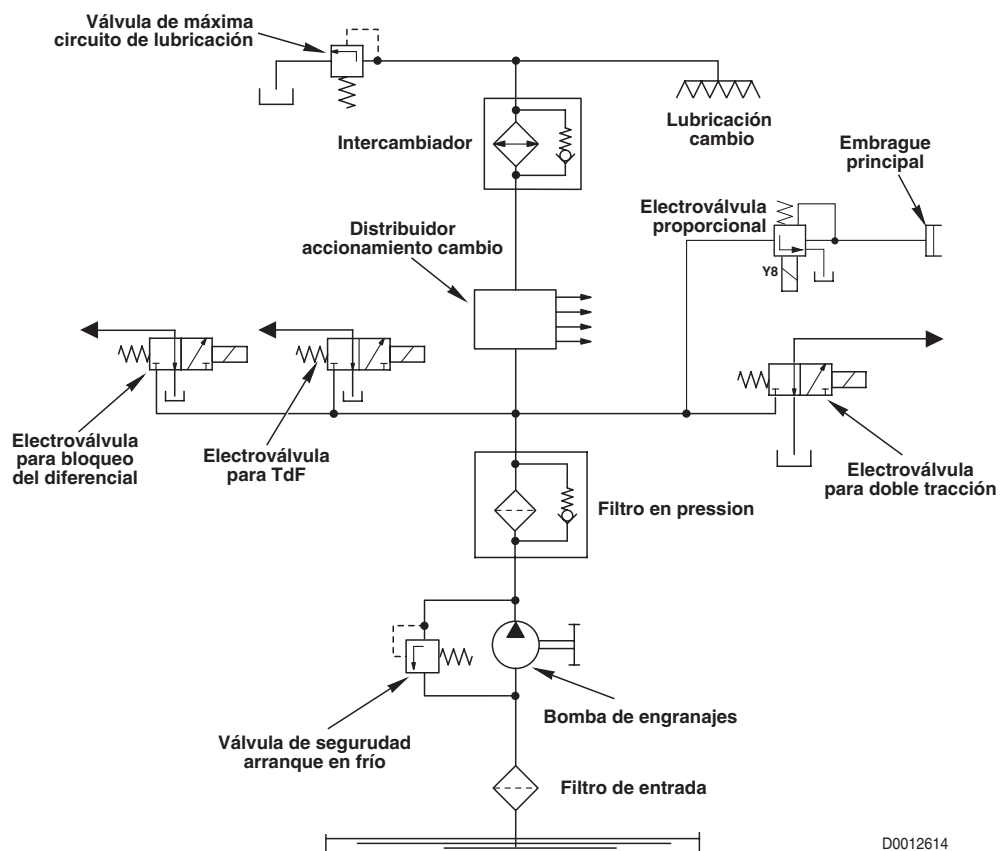 Válvula de máxima
circuito de lubricación
Intercambiador
Lubricación
cambio
Embrague
principal
Electroválvula
proporcional
Y8
Distribuidor
accionamiento cambio
Electroválvula
para bloqueo
del diferencial
Electroválvula
para TdF
Electroválvula
para doble tracción
Filtro en pression
Bomba de engranajes
Válvula de segurudad
arranque en frío
Filtro de entrada
D0012614